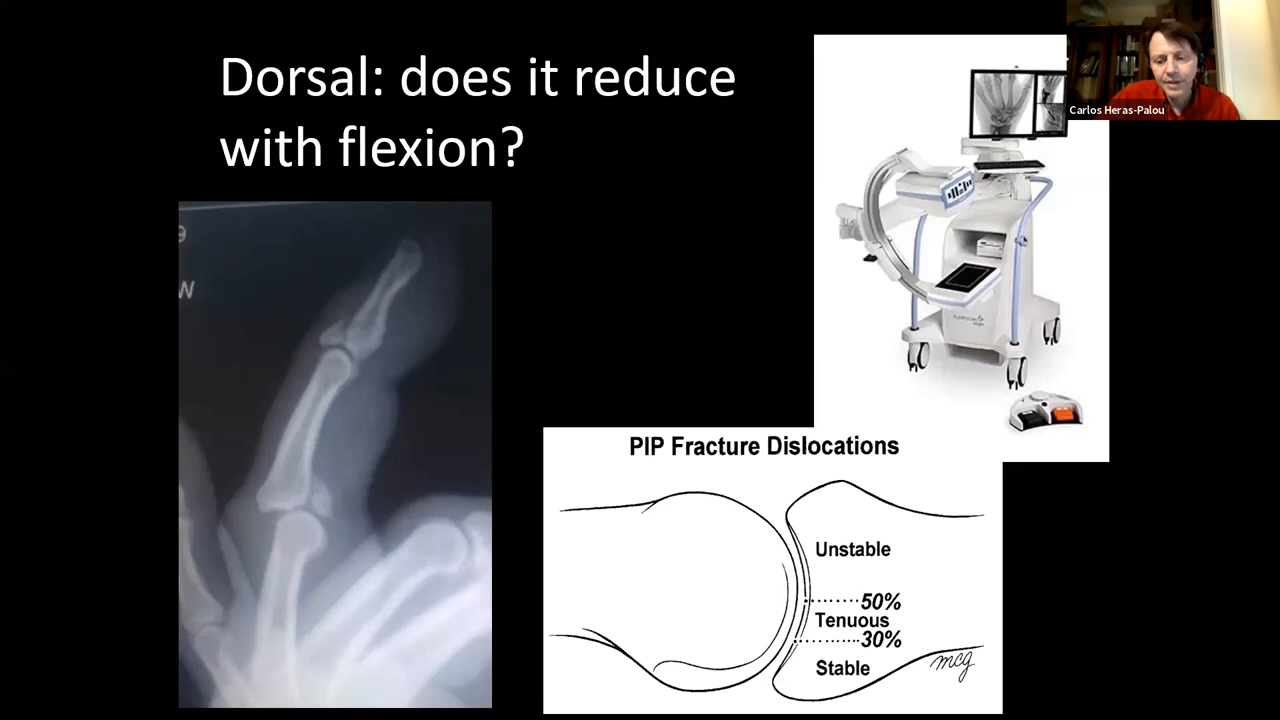 Dorsal: does it reduce
with flexion?
Carlos Heras-Palou
W
PIP Fracture Dislocations
Unstable
50%
Tenuous
30%
Stable
mcg